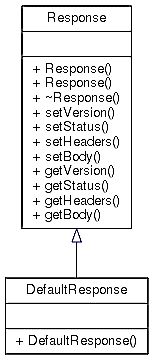 Response
+ Response()
+ Response()
+ ~Response()
+ setVersion()
+ setStatus()
+ setHeaders()
+ setBody()
+ getVersion()
+ getStatus()
+ getHeaders()
+ getBody()
DefaultResponse
+ DefaultResponse()